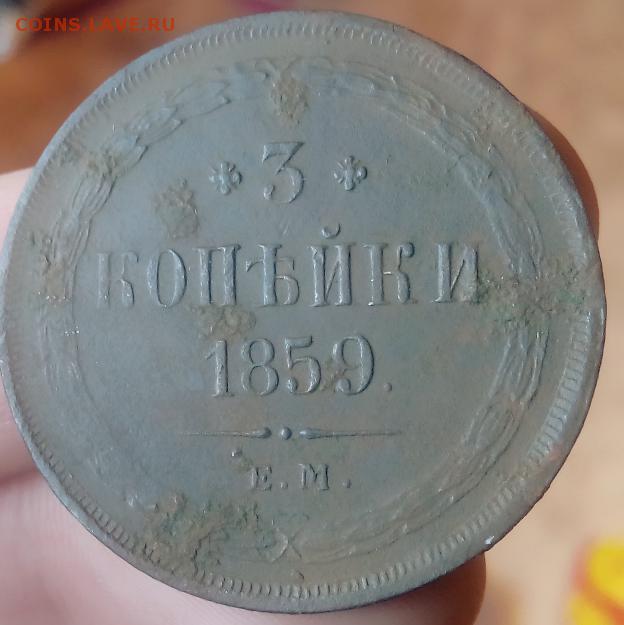 COINS.LAVE.RU
* 3 *
КОПѢЙКИ
1859.
Е.М.